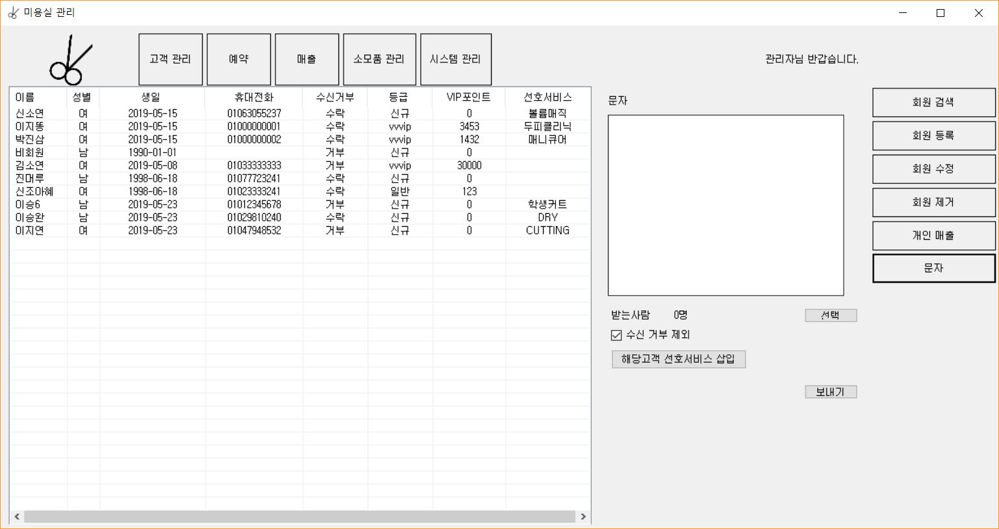 미용실 관리
고객 관리 예약 매출 소모품 관리 시스템 관리
관리자님 반갑습니다.
이름 성별 생일 휴대전화 수신거부 등급 VIP포인트 선호서비스
신소연 여 2019-05-15 01063055237 수락 신규 0 볼륨매직
이지똥 여 2019-05-15 01000000001 수락 vvvip 3453 두피클리닉
박진삼 여 2019-05-15 01000000002 수락 vvvip 1432 매니큐어
비회원 남 1990-01-01 거부 신규 0
김소연 여 2019-05-08 01033333333 거부 vvvip 30000
진머루 남 1998-06-18 01077723241 수락 신규 0
신조아혜 여 1998-06-18 01023333241 수락 일반 123
이승6 남 2019-05-23 01012345678 거부 신규 0 학생커트
이승완 남 2019-05-23 01029810240 수락 신규 0 DRY
이지연 여 2019-05-23 01047948532 거부 신규 0 CUTTING
문자
받는사람 0명 선택
수신 거부 제외
해당고객 선호서비스 삽입
보내기
회원 검색
회원 등록
회원 수정
회원 제거
개인 매출
문자